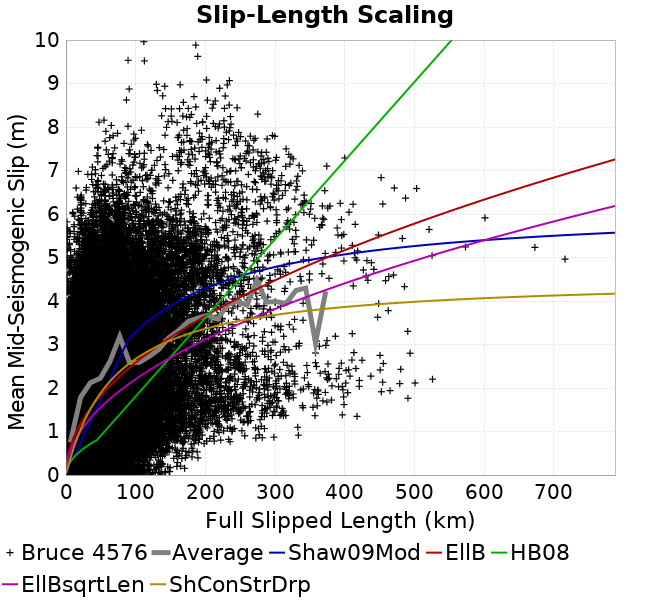 Slip-Length Scaling
Mean Mid-Seismogenic Slip (m)
10
9
8
7
6
5
4
3
2
1
0
0 100 200 300 400 500 600 700
Full Slipped Length (km)
Bruce 4576 Average Shaw09Mod EllB HB08
EllBsqrtLen ShConStrDrp